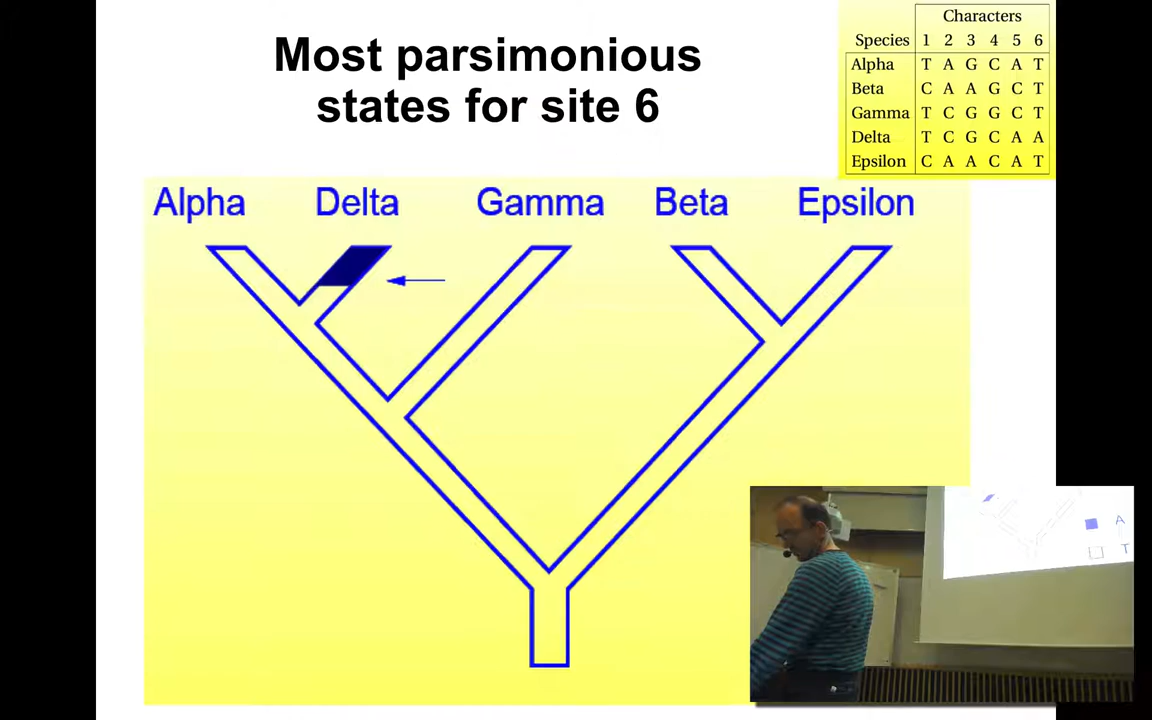 Most parsimonious
states for site 6
Characters
Species 1 2 3 4 5 6
Alpha T A G C A T
Beta C A A G C T
Gamma T C G G C T
Delta T C G C A A
Epsilon C A A C A T
Alpha Delta Gamma Beta Epsilon
A
T